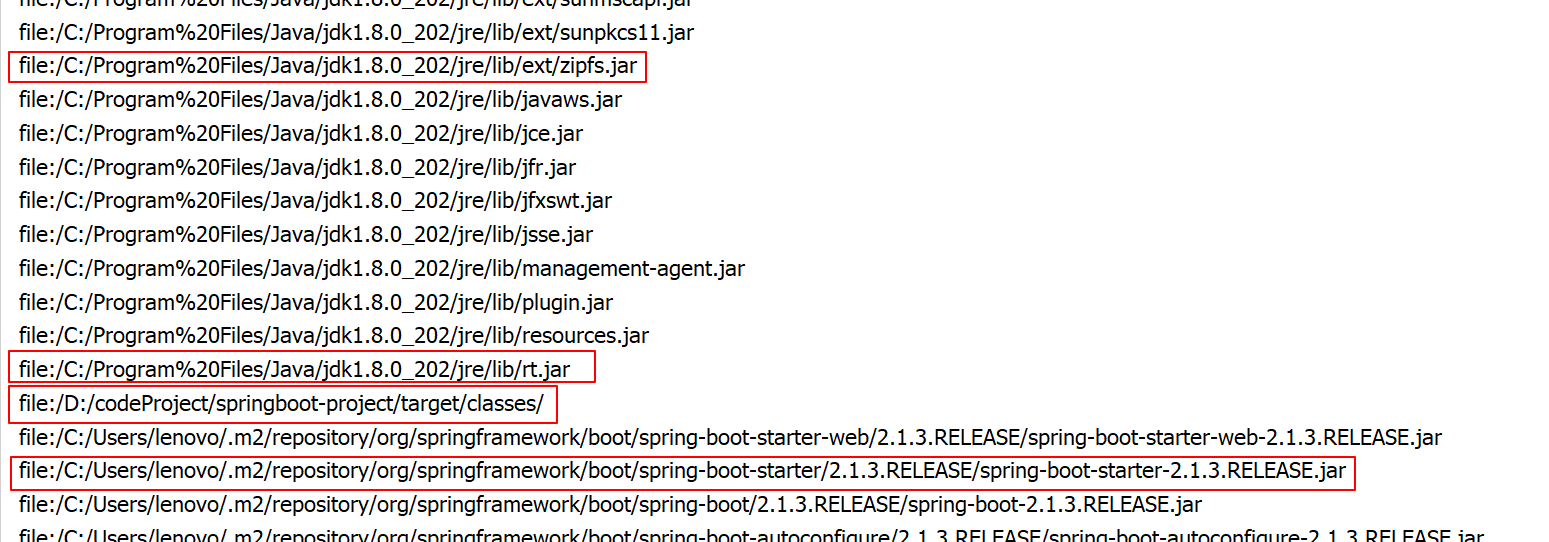 file:/C:/Program%20Files/Java/jdk1.8.0_202/jre/lib/ext/sunmscapi.jar
file:/C:/Program%20Files/Java/jdk1.8.0_202/jre/lib/ext/sunpkcs11.jar
file:/C:/Program%20Files/Java/jdk1.8.0_202/jre/lib/ext/zipfs.jar
file:/C:/Program%20Files/Java/jdk1.8.0_202/jre/lib/javaws.jar
file:/C:/Program%20Files/Java/jdk1.8.0_202/jre/lib/jce.jar
file:/C:/Program%20Files/Java/jdk1.8.0_202/jre/lib/jfr.jar
file:/C:/Program%20Files/Java/jdk1.8.0_202/jre/lib/jfxswt.jar
file:/C:/Program%20Files/Java/jdk1.8.0_202/jre/lib/jsse.jar
file:/C:/Program%20Files/Java/jdk1.8.0_202/jre/lib/management-agent.jar
file:/C:/Program%20Files/Java/jdk1.8.0_202/jre/lib/plugin.jar
file:/C:/Program%20Files/Java/jdk1.8.0_202/jre/lib/resources.jar
file:/C:/Program%20Files/Java/jdk1.8.0_202/jre/lib/rt.jar
file:/D:/codeProject/springboot-project/target/classes/
file:/C:/Users/lenovo/.m2/repository/org/springframework/boot/spring-boot-starter-web/2.1.3.RELEASE/spring-boot-starter-web-2.1.3.RELEASE.jar
file:/C:/Users/lenovo/.m2/repository/org/springframework/boot/spring-boot-starter/2.1.3.RELEASE/spring-boot-starter-2.1.3.RELEASE.jar
file:/C:/Users/lenovo/.m2/repository/org/springframework/boot/spring-boot/2.1.3.RELEASE/spring-boot-2.1.3.RELEASE.jar
file:/C:/Users/lenovo/.m2/repository/org/springframework/boot/spring-boot-autoconfigure/2.1.3.RELEASE/spring-boot-autoconfigure-2.1.3.RELEASE.jar